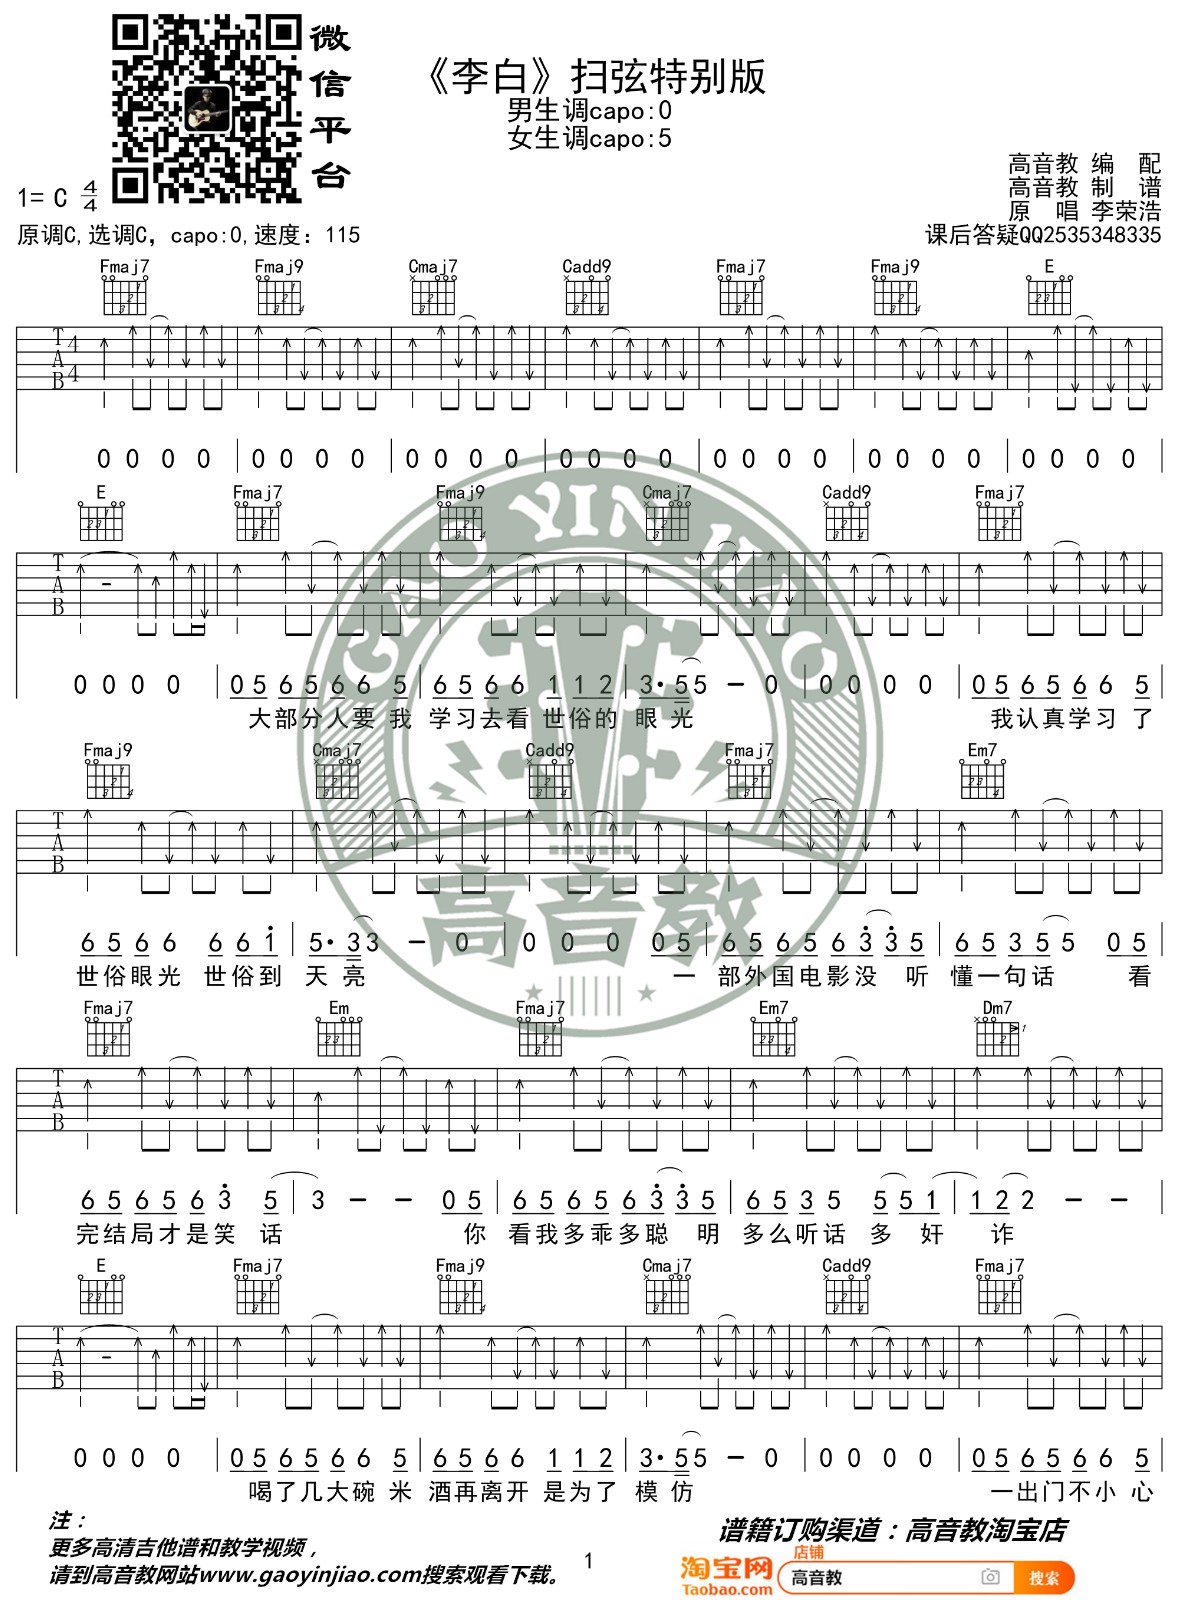 微信平台
《李白》扫弦特别版
男生调capo:0
女生调capo:5
高音教 编 配
高音教 制 谱
原 唱 李荣浩
课后答疑QQ2535348335
1= C 4/4
原调C,选调C，capo:0,速度：115
Fmaj7 Fmaj9 Cmaj7 Cadd9 Fmaj7 Fmaj9 E
T A B 4 4
0 0 0 0 | 0 0 0 0 | 0 0 0 0 | 0 0 0 0 | 0 0 0 0 | 0 0 0 0 | 0 0 0 0
E Fmaj7 Fmaj9 Cmaj7 Cadd9 Fmaj7
T A B
0 0 0 0 | 0 5 6 5 6 6 5 | 6 5 6 6 1 1 2 | 3· 5 5 － 0 | 0 0 0 0 | 0 5 6 5 6 6 5
大部分人要 我 学习去看 世俗的 眼 光 我认真学习 了
Fmaj9 Cmaj7 Cadd9 Fmaj7 Em7
T A B
6 5 6 6 6 6 i | 5· 3 3 － 0 | 0 0 0 0 5 | 6 5 6 5 6 3 3 5 | 6 5 3 5 5 0 5
世俗眼光 世俗到 天 亮 一 部外国电影没 听 懂一句话 看
Fmaj7 Em Fmaj7 Em7 Dm7
T A B
6 5 6 5 6 3 5 | 3 － － 0 5 | 6 5 6 5 6 3 3 5 | 6 5 3 5 5 5 1 | 1 2 2 － －
完结局才是笑 话 你 看我多乖多聪 明 多么听话 多 奸 诈
E Fmaj7 Fmaj9 Cmaj7 Cadd9 Fmaj7
T A B
0 0 0 0 | 0 5 6 5 6 6 5 | 6 5 6 6 1 1 2 | 3· 5 5 － 0 | 0 0 0 0 | 0 5 6 5 6 6 5
喝了几大碗 米 酒再离开 是为了 模 仿 一出门不小 心
注：
更多高清吉他谱和教学视频，
请到高音教网站www.gaoyinjiao.com搜索观看下载。
1
谱籍订购渠道：高音教淘宝店
淘宝网 店铺
Taobao.com 高音教 搜索
GAO YIN JIAO
高音教